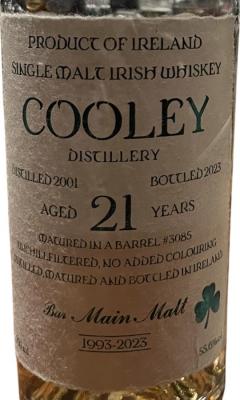 PRODUCT OF IRELAND
SINGLE MALT IRISH WHISKEY
COOLEY
DISTILLERY
DISTILLED 2001 BOTTLED 2023
AGED 21 YEARS
MATURED IN A BARREL #3085
UNCHILLFILTERED, NO ADDED COLOURING
DISTILLED, MATURED AND BOTTLED IN IRELAND
Bar Main Malt
1993-2023